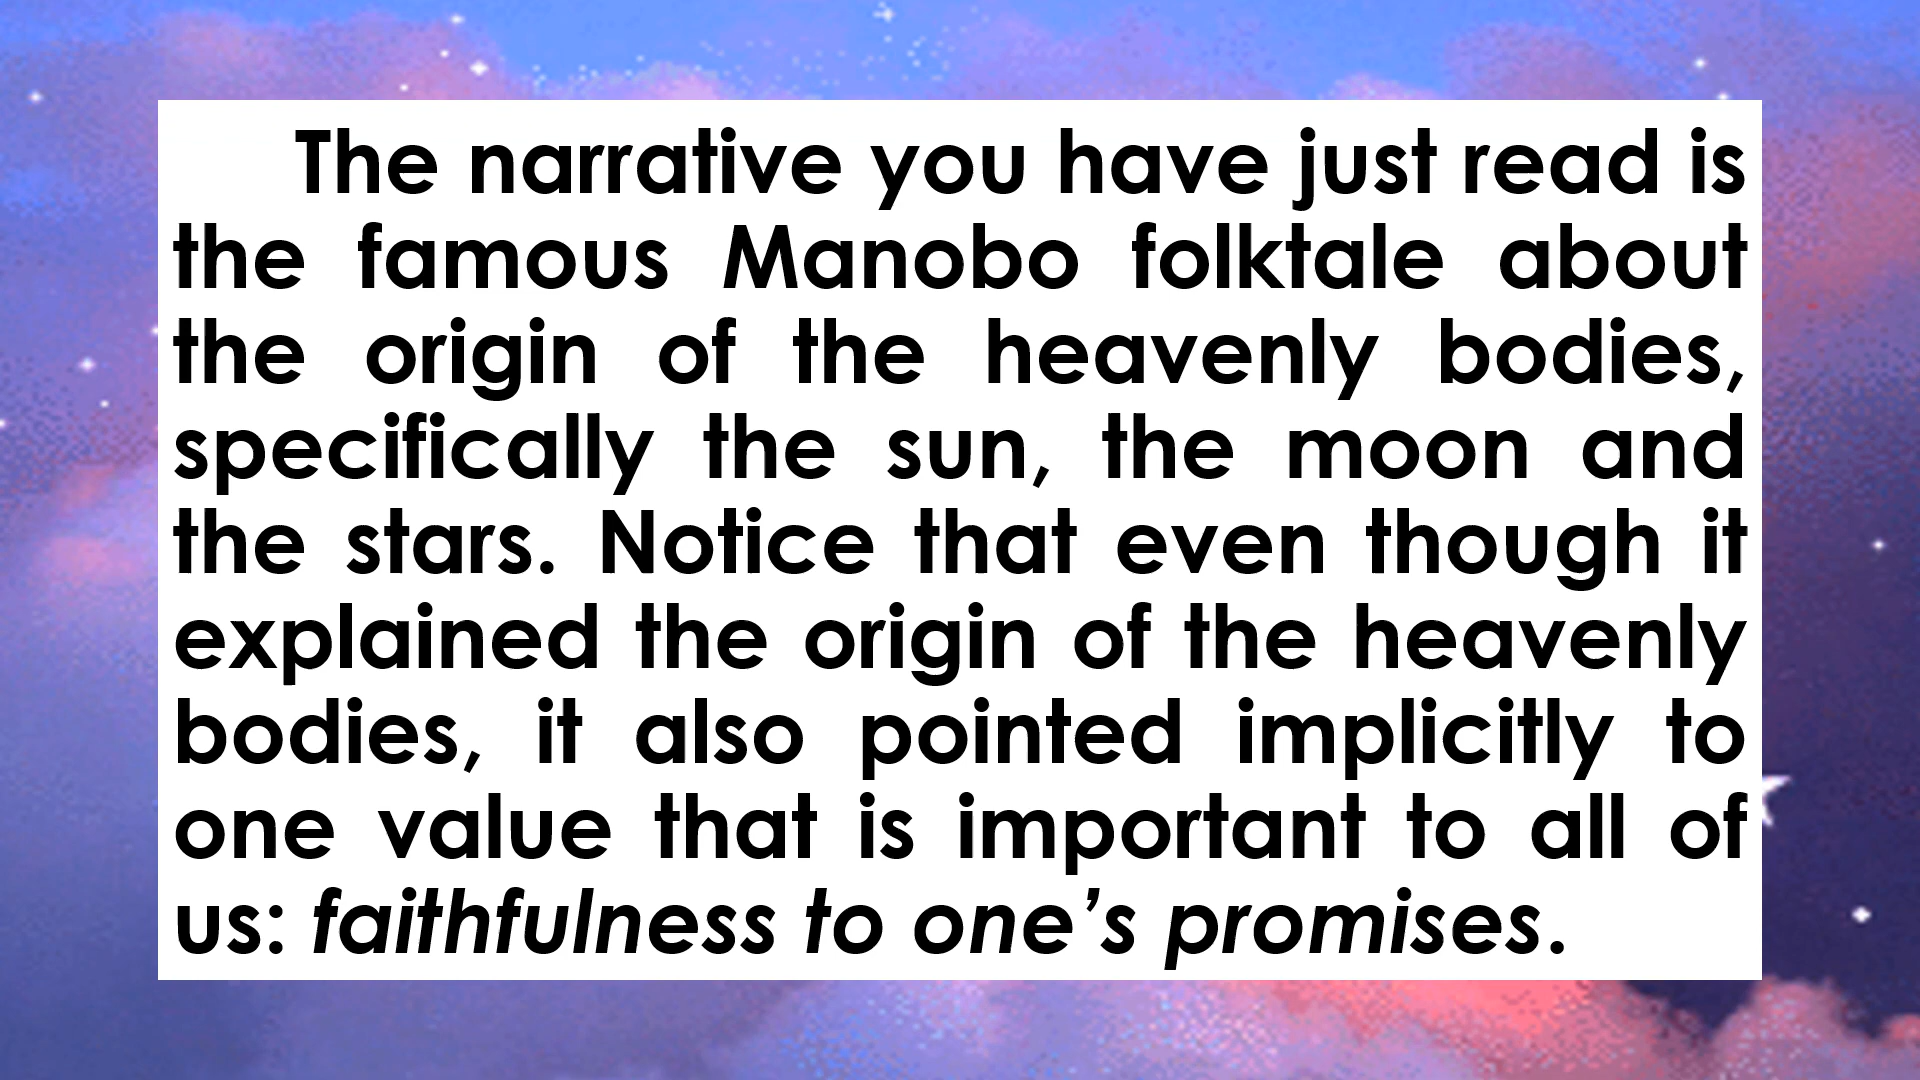 The narrative you have just read is
the famous Manobo folktale about
the origin of the heavenly bodies,
specifically the sun, the moon and
the stars. Notice that even though it
explained the origin of the heavenly
bodies, it also pointed implicitly to
one value that is important to all of
us: faithfulness to one’s promises.